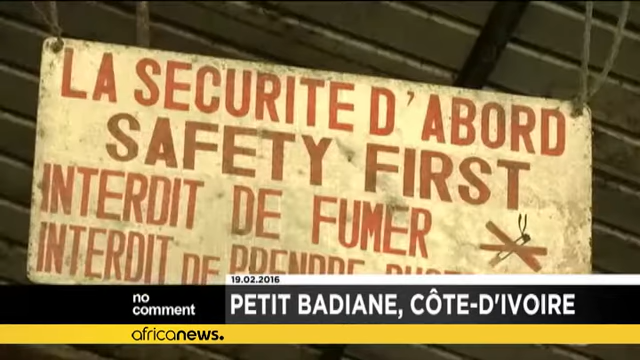 LA SECURITE D'ABORD
SAFETY FIRST
INTERDIT DE FUMER
INTERDIT DE PRENDRE
19.02.2016
no comment
PETIT BADIANE, CÔTE-D'IVOIRE
africanews.